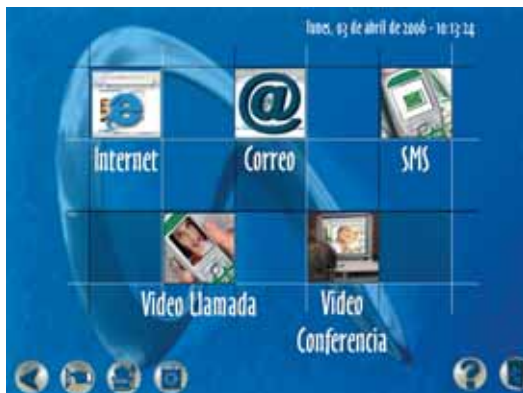 lunes, 03 de abril de 2006 - 10:13:24
Internet
Correo
SMS
Video Llamada
Video
Conferencia
?